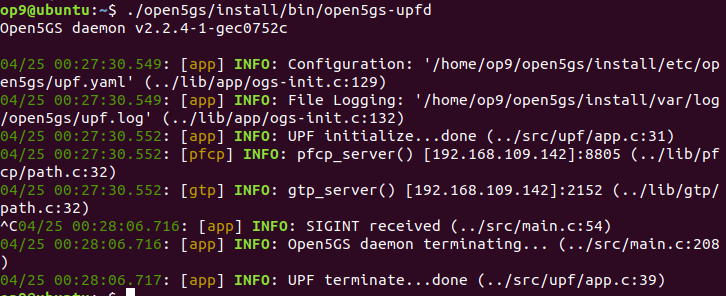 op9@ubuntu:~$ ./open5gs/install/bin/open5gs-upfd
Open5GS daemon v2.2.4-1-gec0752c

04/25 00:27:30.549: [app] INFO: Configuration: '/home/op9/open5gs/install/etc/op
en5gs/upf.yaml' (../lib/app/ogs-init.c:129)
04/25 00:27:30.549: [app] INFO: File Logging: '/home/op9/open5gs/install/var/log
/open5gs/upf.log' (../lib/app/ogs-init.c:132)
04/25 00:27:30.552: [app] INFO: UPF initialize...done (../src/upf/app.c:31)
04/25 00:27:30.552: [pfcp] INFO: pfcp_server() [192.168.109.142]:8805 (../lib/pf
cp/path.c:32)
04/25 00:27:30.552: [gtp] INFO: gtp_server() [192.168.109.142]:2152 (../lib/gtp/
path.c:32)
^C04/25 00:28:06.716: [app] INFO: SIGINT received (../src/main.c:54)
04/25 00:28:06.716: [app] INFO: Open5GS daemon terminating... (../src/main.c:208
)
04/25 00:28:06.717: [app] INFO: UPF terminate...done (../src/upf/app.c:39)
op9@ubuntu:~$